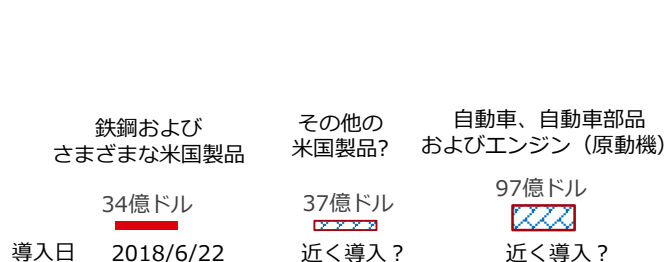 鉄鋼および
さまざまな米国製品
その他の
米国製品?
自動車、自動車部品
およびエンジン（原動機）
34億ドル
37億ドル
97億ドル
導入日 2018/6/22 近く導入？ 近く導入？